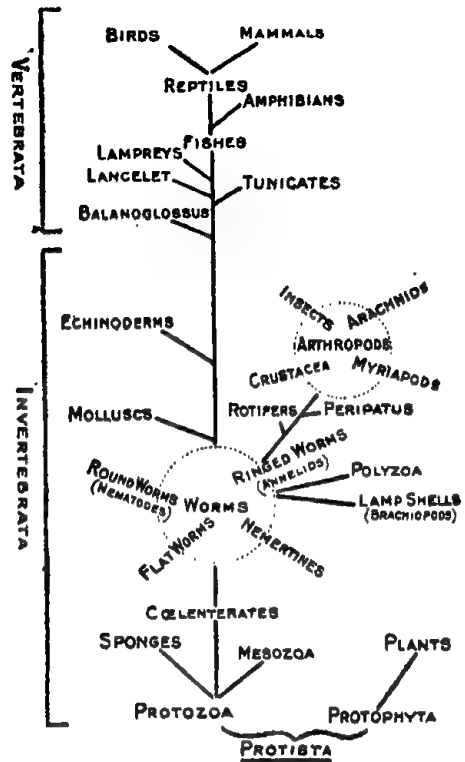 BIRDS
MAMMALS
REPTILES
AMPHIBIANS
FISHES
LAMPREYS
LANCELET
TUNICATES
BALANOGLOSSUS
VERTEBRATA
INSECTS
ARACHNIDS
ECHINODERMS
ARTHROPODS
CRUSTACEA
MYRIAPODS
MOLLUSCS
ROTIFERS
PERIPATUS
RINGED WORMS
(ANNELIDS)
ROUND WORMS
(NEMATODES)
POLYZOA
WORMS
LAMP SHELLS
(BRACHIOPODS)
FLAT WORMS
NEMERTINES
INVERTEBRATA
CŒLENTERATES
SPONGES
MESOZOA
PLANTS
PROTOZOA
PROTOPHYTA
PROTISTA